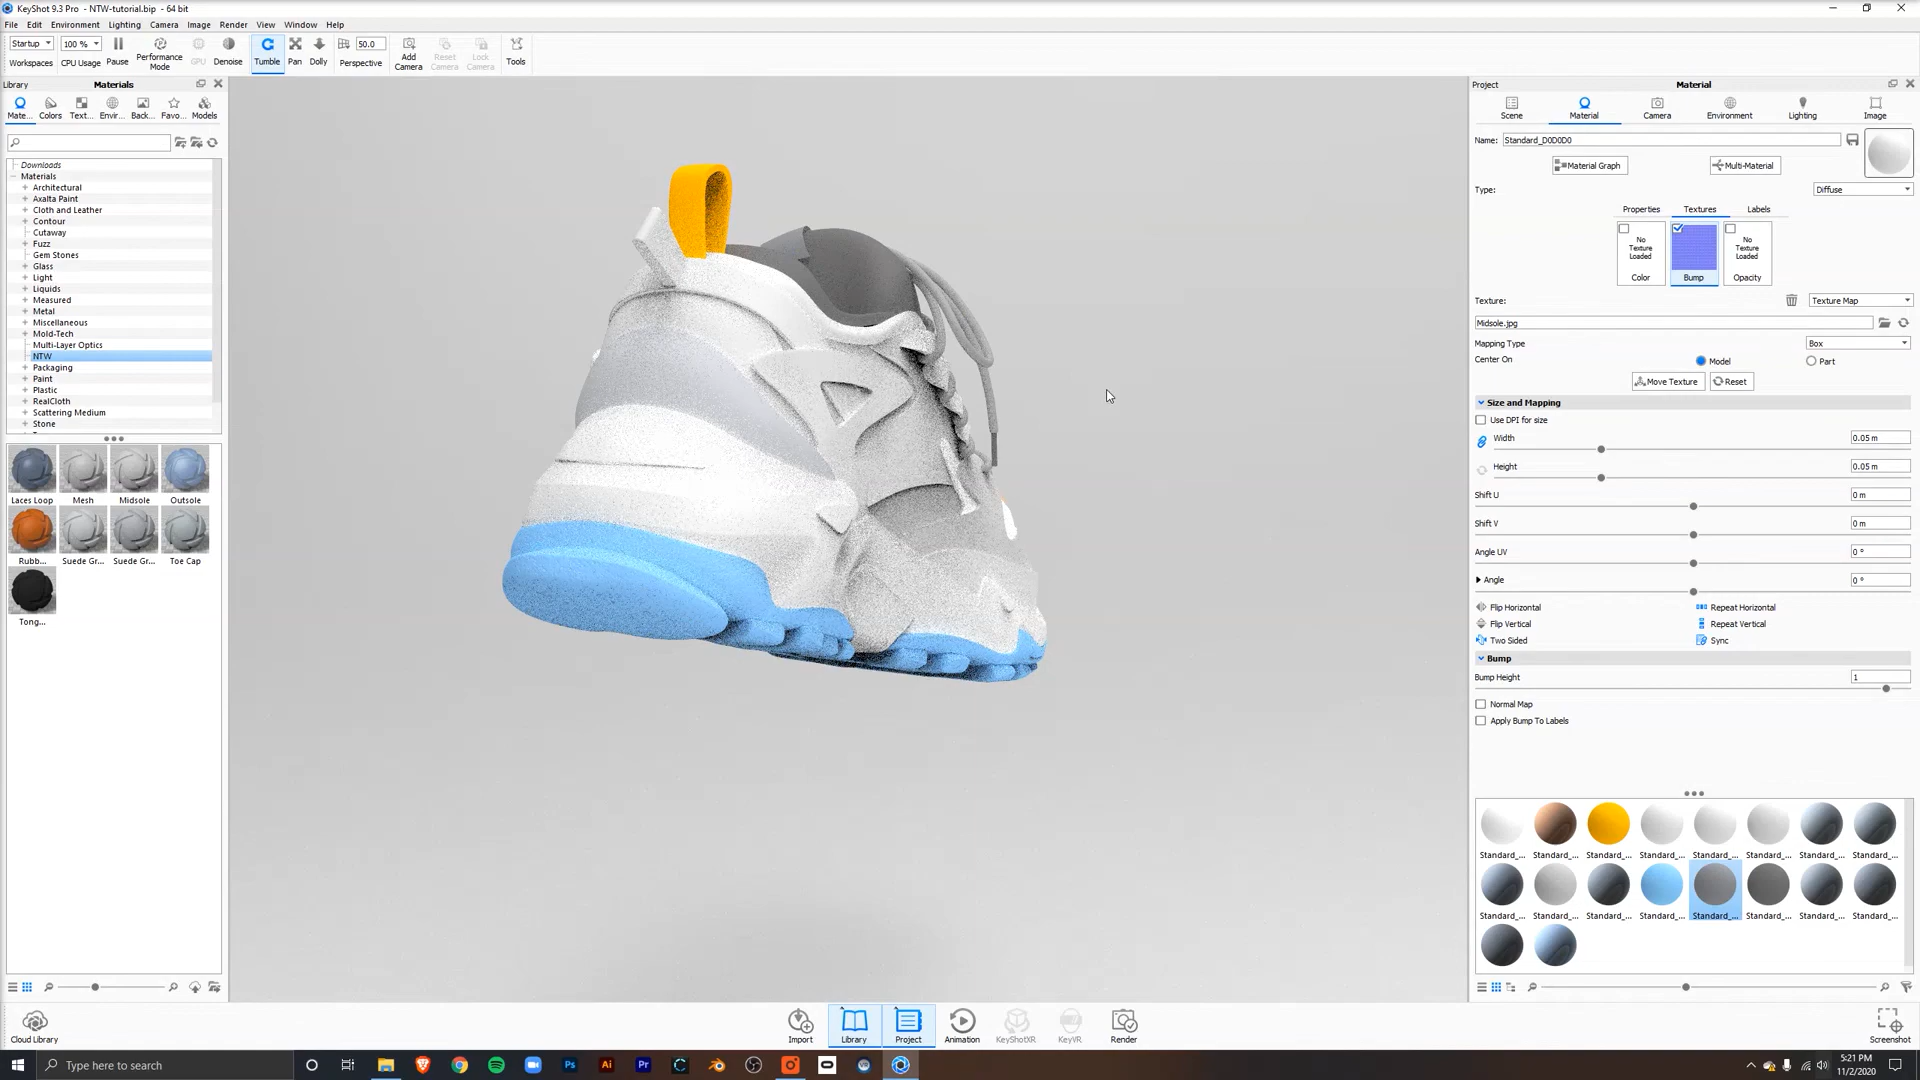 KeyShot 9.3 Pro - NTW-tutorial.bip - 64 bit
File Edit Environment Lighting Camera Image Render View Window Help
Startup 100 % 50.0
Workspaces CPU Usage Pause Performance Mode GPU Denoise Tumble Pan Dolly Perspective Add Camera Reset Camera Lock Camera Tools
Library Materials
Mate... Colors Text... Envir... Back... Favo... Models
Downloads
Materials
Architectural
Axalta Paint
Cloth and Leather
Contour
Cutaway
Fuzz
Gem Stones
Glass
Light
Liquids
Measured
Metal
Miscellaneous
Mold-Tech
Multi-Layer Optics
NTW
Packaging
Paint
Plastic
RealCloth
Scattering Medium
Stone
Laces Loop Mesh Midsole Outsole
Rubb... Suede Gr... Suede Gr... Toe Cap
Tong...
Project Material
Scene Material Camera Environment Lighting Image
Name: Standard_D0D0D0
Material Graph Multi-Material
Type: Diffuse
Properties Textures Labels
No Texture Loaded No Texture Loaded
Color Bump Opacity
Texture: Texture Map
Midsole.jpg
Mapping Type Box
Center On Model Part
Move Texture Reset
Size and Mapping
Use DPI for size
Width 0.05 m
Height 0.05 m
Shift U 0 m
Shift V 0 m
Angle UV 0 °
Angle 0 °
Flip Horizontal Repeat Horizontal
Flip Vertical Repeat Vertical
Two Sided Sync
Bump
Bump Height 1
Normal Map
Apply Bump To Labels
Standard_... Standard_... Standard_... Standard_... Standard_... Standard_... Standard_... Standard_...
Standard_... Standard_... Standard_... Standard_... Standard_... Standard_... Standard_... Standard_...
Cloud Library Import Library Project Animation KeyShotXR KeyVR Render Screenshot
Type here to search
Ps Ai Pr
5:21 PM
11/2/2020